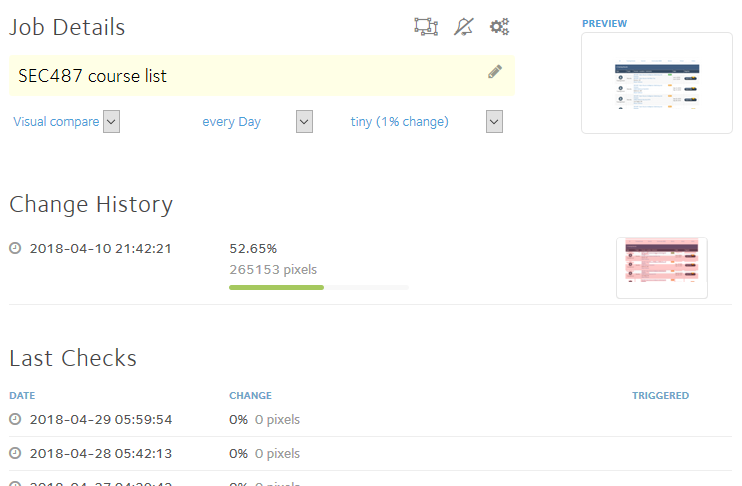 Job Details
PREVIEW
SEC487 course list
Visual compare
every Day
tiny (1% change)
Change History
2018-04-10 21:42:21
52.65%
265153 pixels
Last Checks
DATE CHANGE TRIGGERED
2018-04-29 05:59:54 0% 0 pixels
2018-04-28 05:42:13 0% 0 pixels